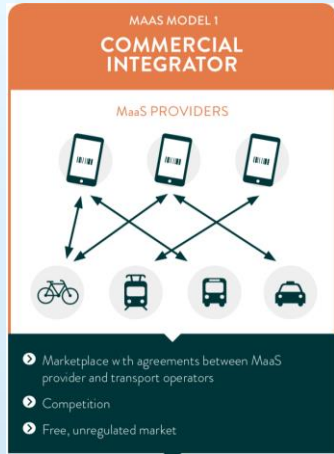 MAAS MODEL 1
COMMERCIAL
INTEGRATOR
MaaS PROVIDERS
Marketplace with agreements between MaaS
provider and transport operators
Competition
Free, unregulated market